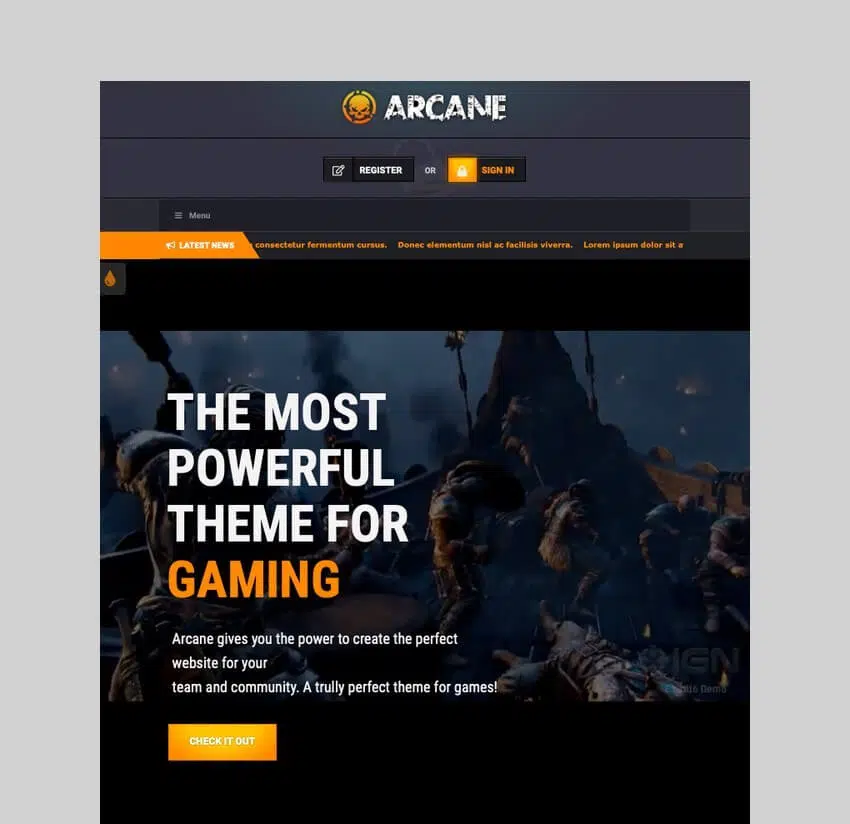 ARCANE
REGISTER OR SIGN IN
Menu
LATEST NEWS consectetur fermentum cursus. Donec elementum nisl ac facilisis viverra. Lorem ipsum dolor sit
THE MOST
POWERFUL
THEME FOR
GAMING
Arcane gives you the power to create the perfect
website for your
team and community. A trully perfect theme for games!
IGN
Demo
CHECK IT OUT